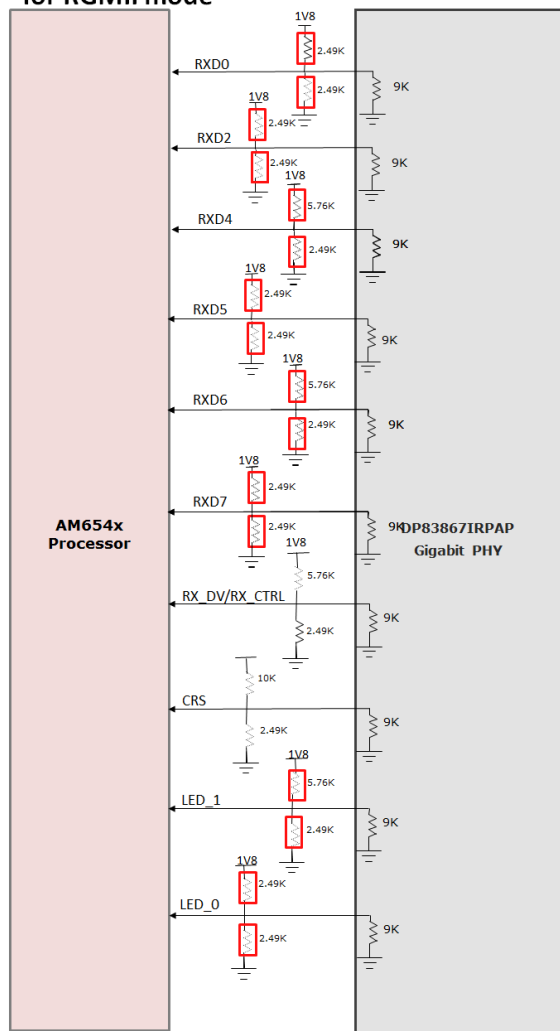 for RGMII mode
1V8
2.49K
RXD0
2.49K
9K
1V8
2.49K
RXD2
2.49K
9K
1V8
5.76K
RXD4
2.49K
9K
1V8
2.49K
RXD5
2.49K
9K
1V8
5.76K
RXD6
2.49K
9K
1V8
2.49K
RXD7
2.49K
9K
AM654x
Processor
DP83867IRPAP
Gigabit PHY
1V8
5.76K
RX_DV/RX_CTRL
2.49K
9K
10K
CRS
2.49K
9K
1V8
5.76K
LED_1
2.49K
9K
1V8
2.49K
LED_0
2.49K
9K